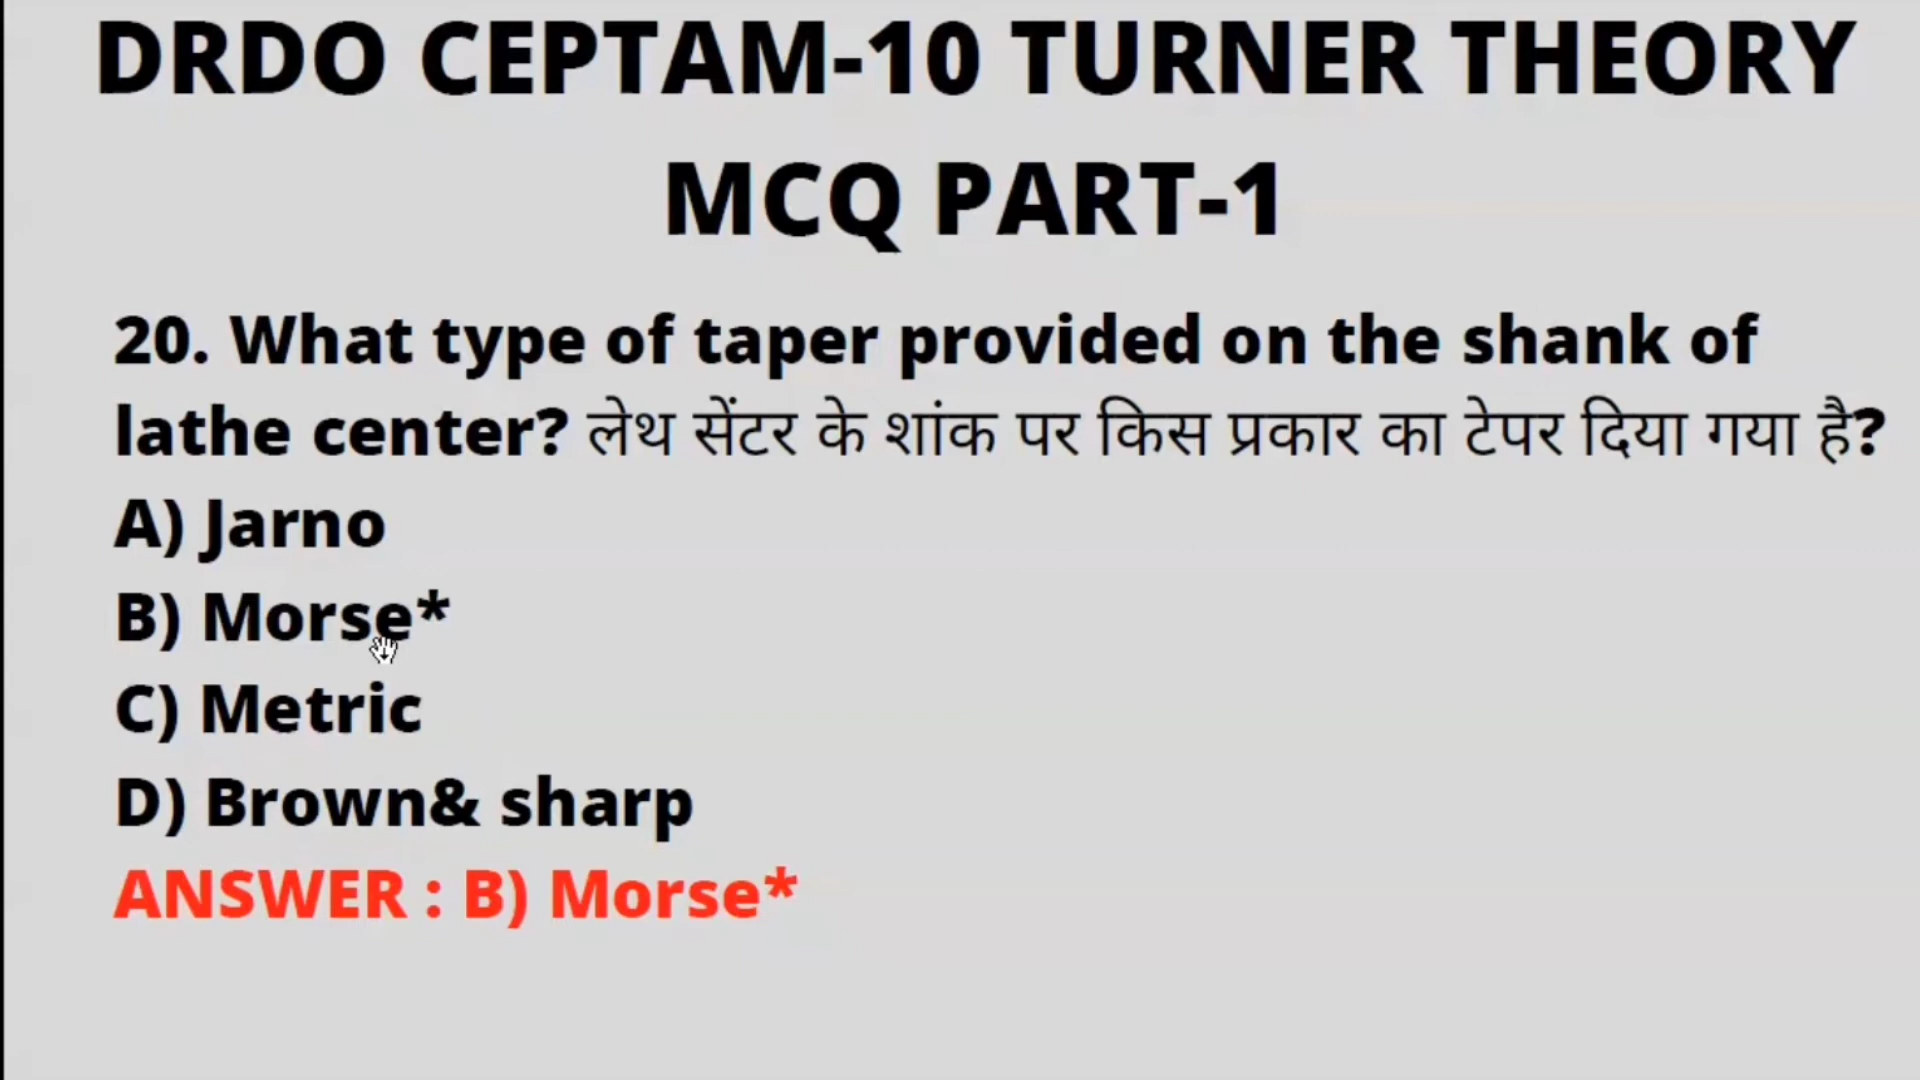 DRDO CEPTAM-10 TURNER THEORY
MCQ PART-1
20. What type of taper provided on the shank of
lathe center? लेथ सेंटर के शांक पर किस प्रकार का टेपर दिया गया है?
A) Jarno
B) Morse*
C) Metric
D) Brown& sharp
ANSWER : B) Morse*